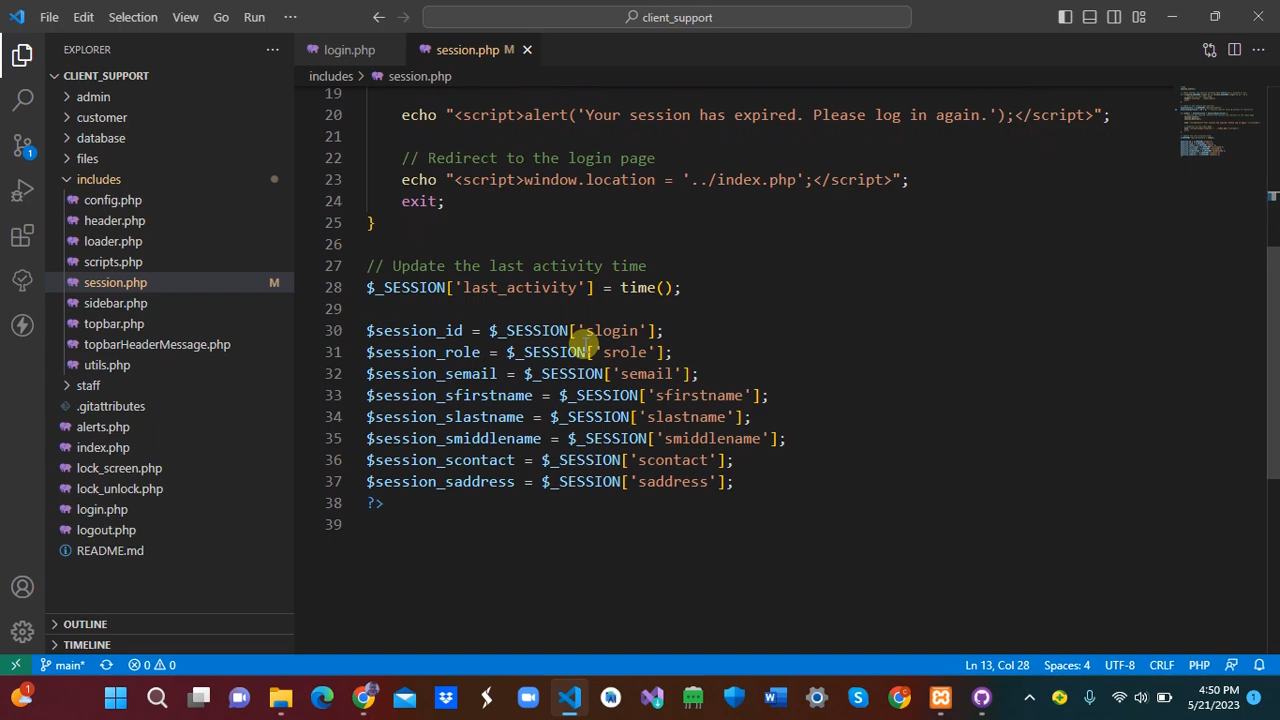 File Edit Selection View Go Run ··· client_support
EXPLORER ···
login.php session.php M
CLIENT_SUPPORT
includes > session.php
admin
customer
database
files
includes
config.php
header.php
loader.php
scripts.php
session.php M
sidebar.php
topbar.php
topbarHeaderMessage.php
utils.php
staff
.gitattributes
alerts.php
index.php
lock_screen.php
lock_unlock.php
login.php
logout.php
README.md
OUTLINE
TIMELINE
1
19
20 echo "<script>alert('Your session has expired. Please log in again.');</script>";
21
22 // Redirect to the login page
23 echo "<script>window.location = '../index.php';</script>";
24 exit;
25 }
26
27 // Update the last activity time
28 $_SESSION['last_activity'] = time();
29
30 $session_id = $_SESSION['slogin'];
31 $session_role = $_SESSION['srole'];
32 $session_semail = $_SESSION['semail'];
33 $session_sfirstname = $_SESSION['sfirstname'];
34 $session_slastname = $_SESSION['slastname'];
35 $session_smiddlename = $_SESSION['smiddlename'];
36 $session_scontact = $_SESSION['scontact'];
37 $session_saddress = $_SESSION['saddress'];
38 ?>
39
main* 0 0 Ln 13, Col 28 Spaces: 4 UTF-8 CRLF PHP
1 4:50 PM
5/21/2023 1